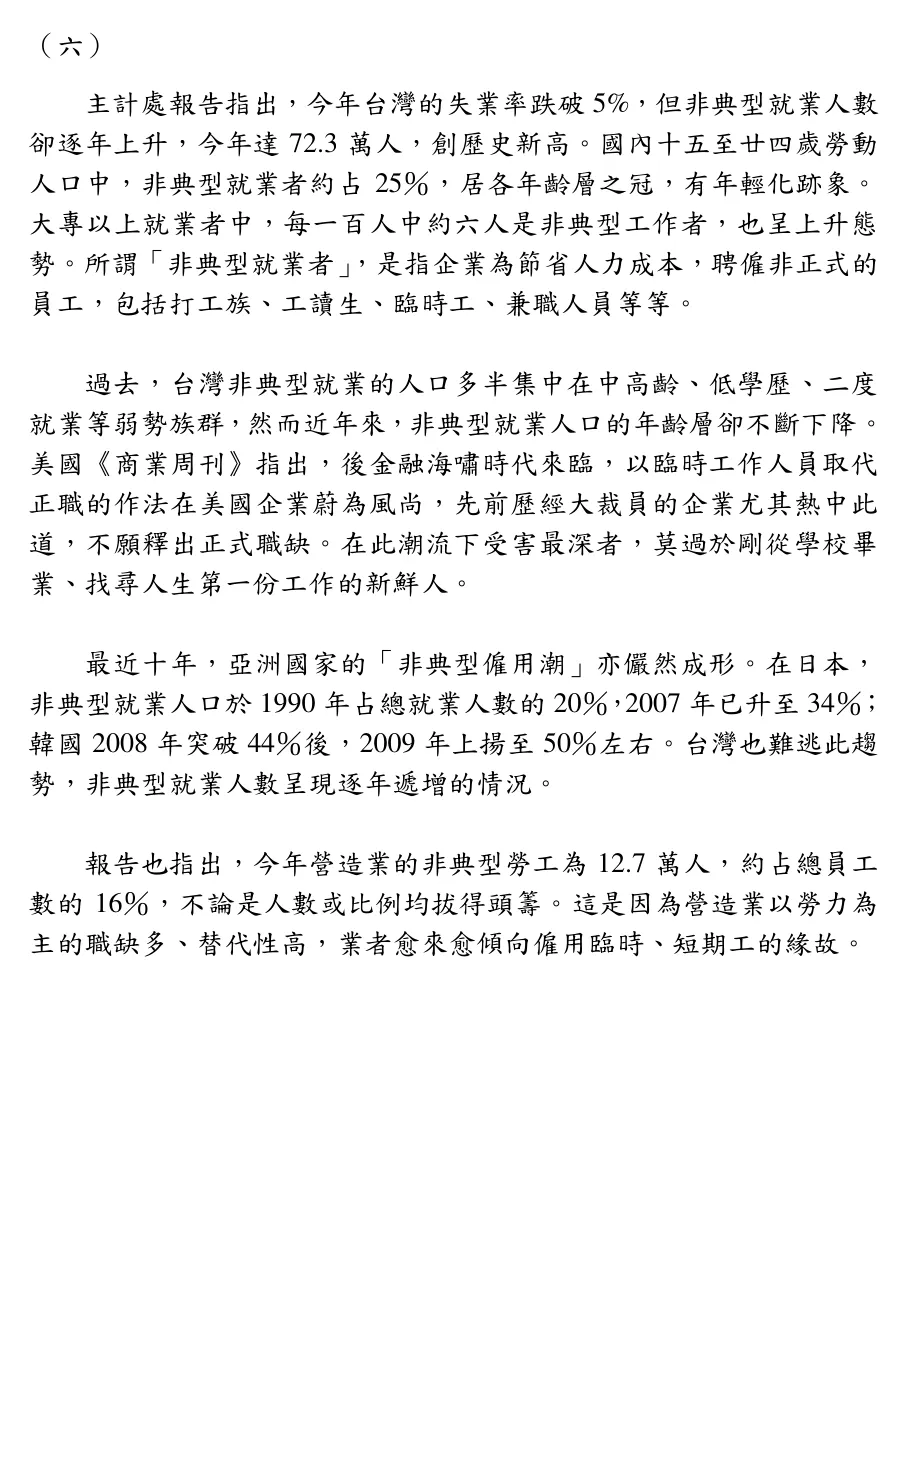 （六）
主計處報告指出，今年台灣的失業率跌破 5%，但非典型就業人數
卻逐年上升，今年達 72.3 萬人，創歷史新高。國內十五至廿四歲勞動
人口中，非典型就業者約占 25％，居各年齡層之冠，有年輕化跡象。
大專以上就業者中，每一百人中約六人是非典型工作者，也呈上升態
勢。所謂「非典型就業者」，是指企業為節省人力成本，聘僱非正式的
員工，包括打工族、工讀生、臨時工、兼職人員等等。
過去，台灣非典型就業的人口多半集中在中高齡、低學歷、二度
就業等弱勢族群，然而近年來，非典型就業人口的年齡層卻不斷下降。
美國《商業周刊》指出，後金融海嘯時代來臨，以臨時工作人員取代
正職的作法在美國企業蔚為風尚，先前歷經大裁員的企業尤其熱中此
道，不願釋出正式職缺。在此潮流下受害最深者，莫過於剛從學校畢
業、找尋人生第一份工作的新鮮人。
最近十年，亞洲國家的「非典型僱用潮」亦儼然成形。在日本，
非典型就業人口於 1990 年占總就業人數的 20％，2007 年已升至 34％；
韓國 2008 年突破 44％後，2009 年上揚至 50％左右。台灣也難逃此趨
勢，非典型就業人數呈現逐年遞增的情況。
報告也指出，今年營造業的非典型勞工為 12.7 萬人，約占總員工
數的 16％，不論是人數或比例均拔得頭籌。這是因為營造業以勞力為
主的職缺多、替代性高，業者愈來愈傾向僱用臨時、短期工的緣故。